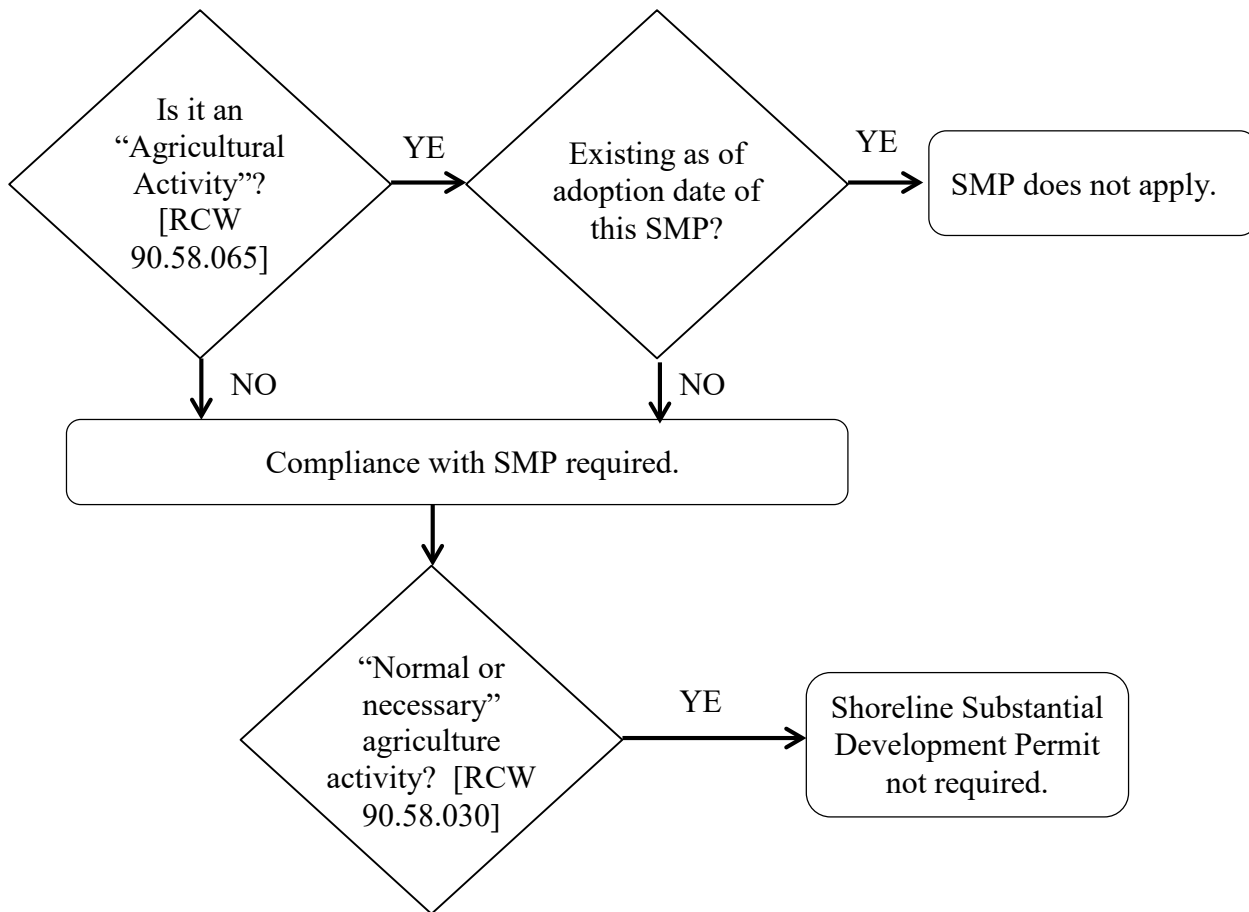 Is it an
“Agricultural
Activity”?
[RCW
90.58.065]
YE
Existing as of
adoption date of
this SMP?
YE
SMP does not apply.
NO
NO
Compliance with SMP required.
“Normal or
necessary”
agriculture
activity?  [RCW
90.58.030]
YE
Shoreline Substantial
Development Permit
not required.